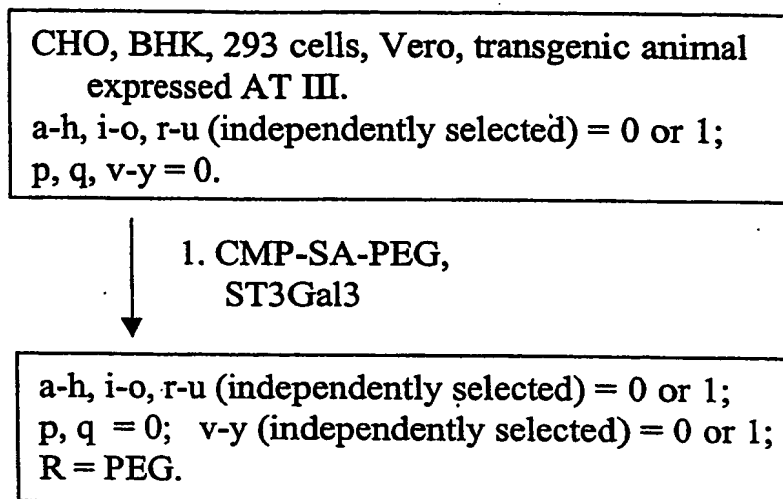 CHO, BHK, 293 cells, Vero, transgenic animal
expressed AT III.
a-h, i-o, r-u (independently selected) = 0 or 1;
p, q, v-y = 0.
1. CMP-SA-PEG,
ST3Gal3
a-h, i-o, r-u (independently selected) = 0 or 1;
p, q = 0; v-y (independently selected) = 0 or 1;
R = PEG.